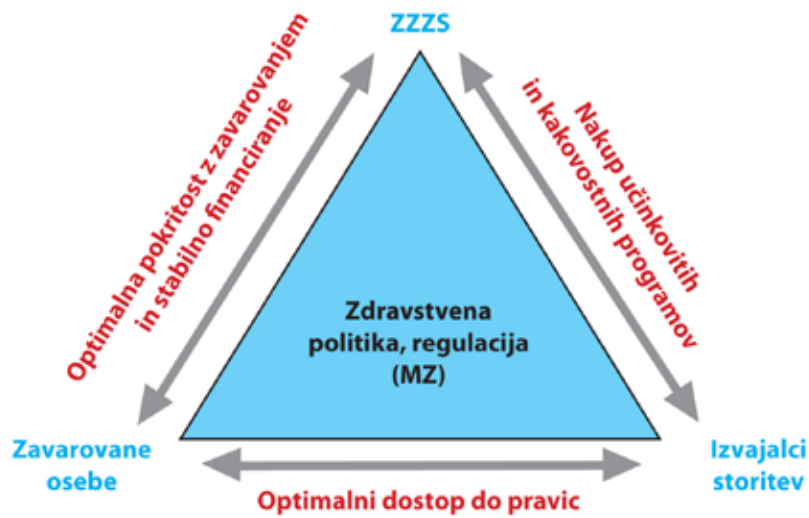 ZZZS
Optimalna pokritost z zavarovanjem
in stabilno financiranje
Nakup učinkovitih
in kakovostnih programov
Zdravstvena
politika, regulacija
(MZ)
Zavarovane
osebe
Izvajalci
storitev
Optimalni dostop do pravic